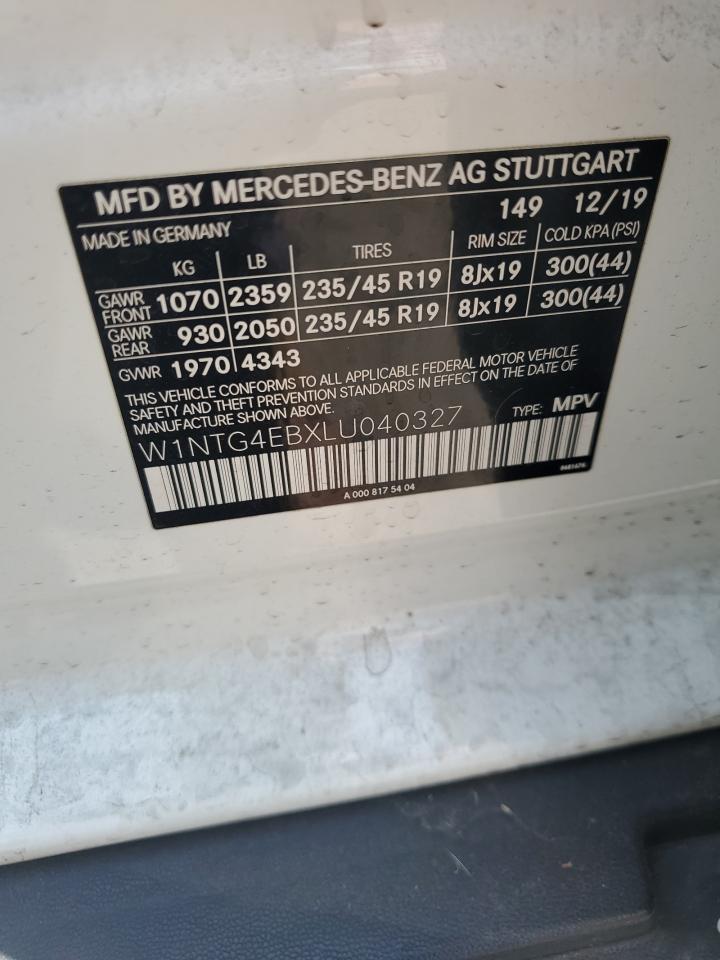 MFD BY MERCEDES-BENZ AG STUTTGART
149 12/19
MADE IN GERMANY
KG LB TIRES RIM SIZE COLD KPA (PSI)
GAWR FRONT 1070 2359 235/45 R19 8Jx19 300(44)
GAWR REAR 930 2050 235/45 R19 8Jx19 300(44)
GVWR 1970 4343
THIS VEHICLE CONFORMS TO ALL APPLICABLE FEDERAL MOTOR VEHICLE
SAFETY AND THEFT PREVENTION STANDARDS IN EFFECT ON THE DATE OF
MANUFACTURE SHOWN ABOVE.
W1NTG4EBXLU040327 TYPE: MPV
A 000 817 54 04